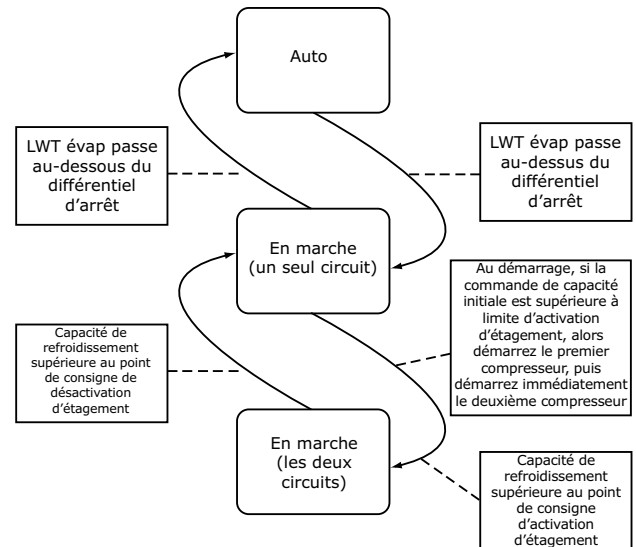 Auto
LWT évap passe
au-dessous du
différentiel
d'arrêt
LWT évap passe
au-dessus du
différentiel
d'arrêt
En marche
(un seul circuit)
Au démarrage, si la
commande de capacité
initiale est supérieure à
limite d'activation
d'étagement, alors
démarrez le premier
compresseur, puis
démarrez immédiatement
le deuxième compresseur
Capacité de
refroidissement
supérieure au point
de consigne de
désactivation
d'étagement
En marche
(les deux
circuits)
Capacité de
refroidissement
supérieure au point
de consigne
d'activation
d'étagement